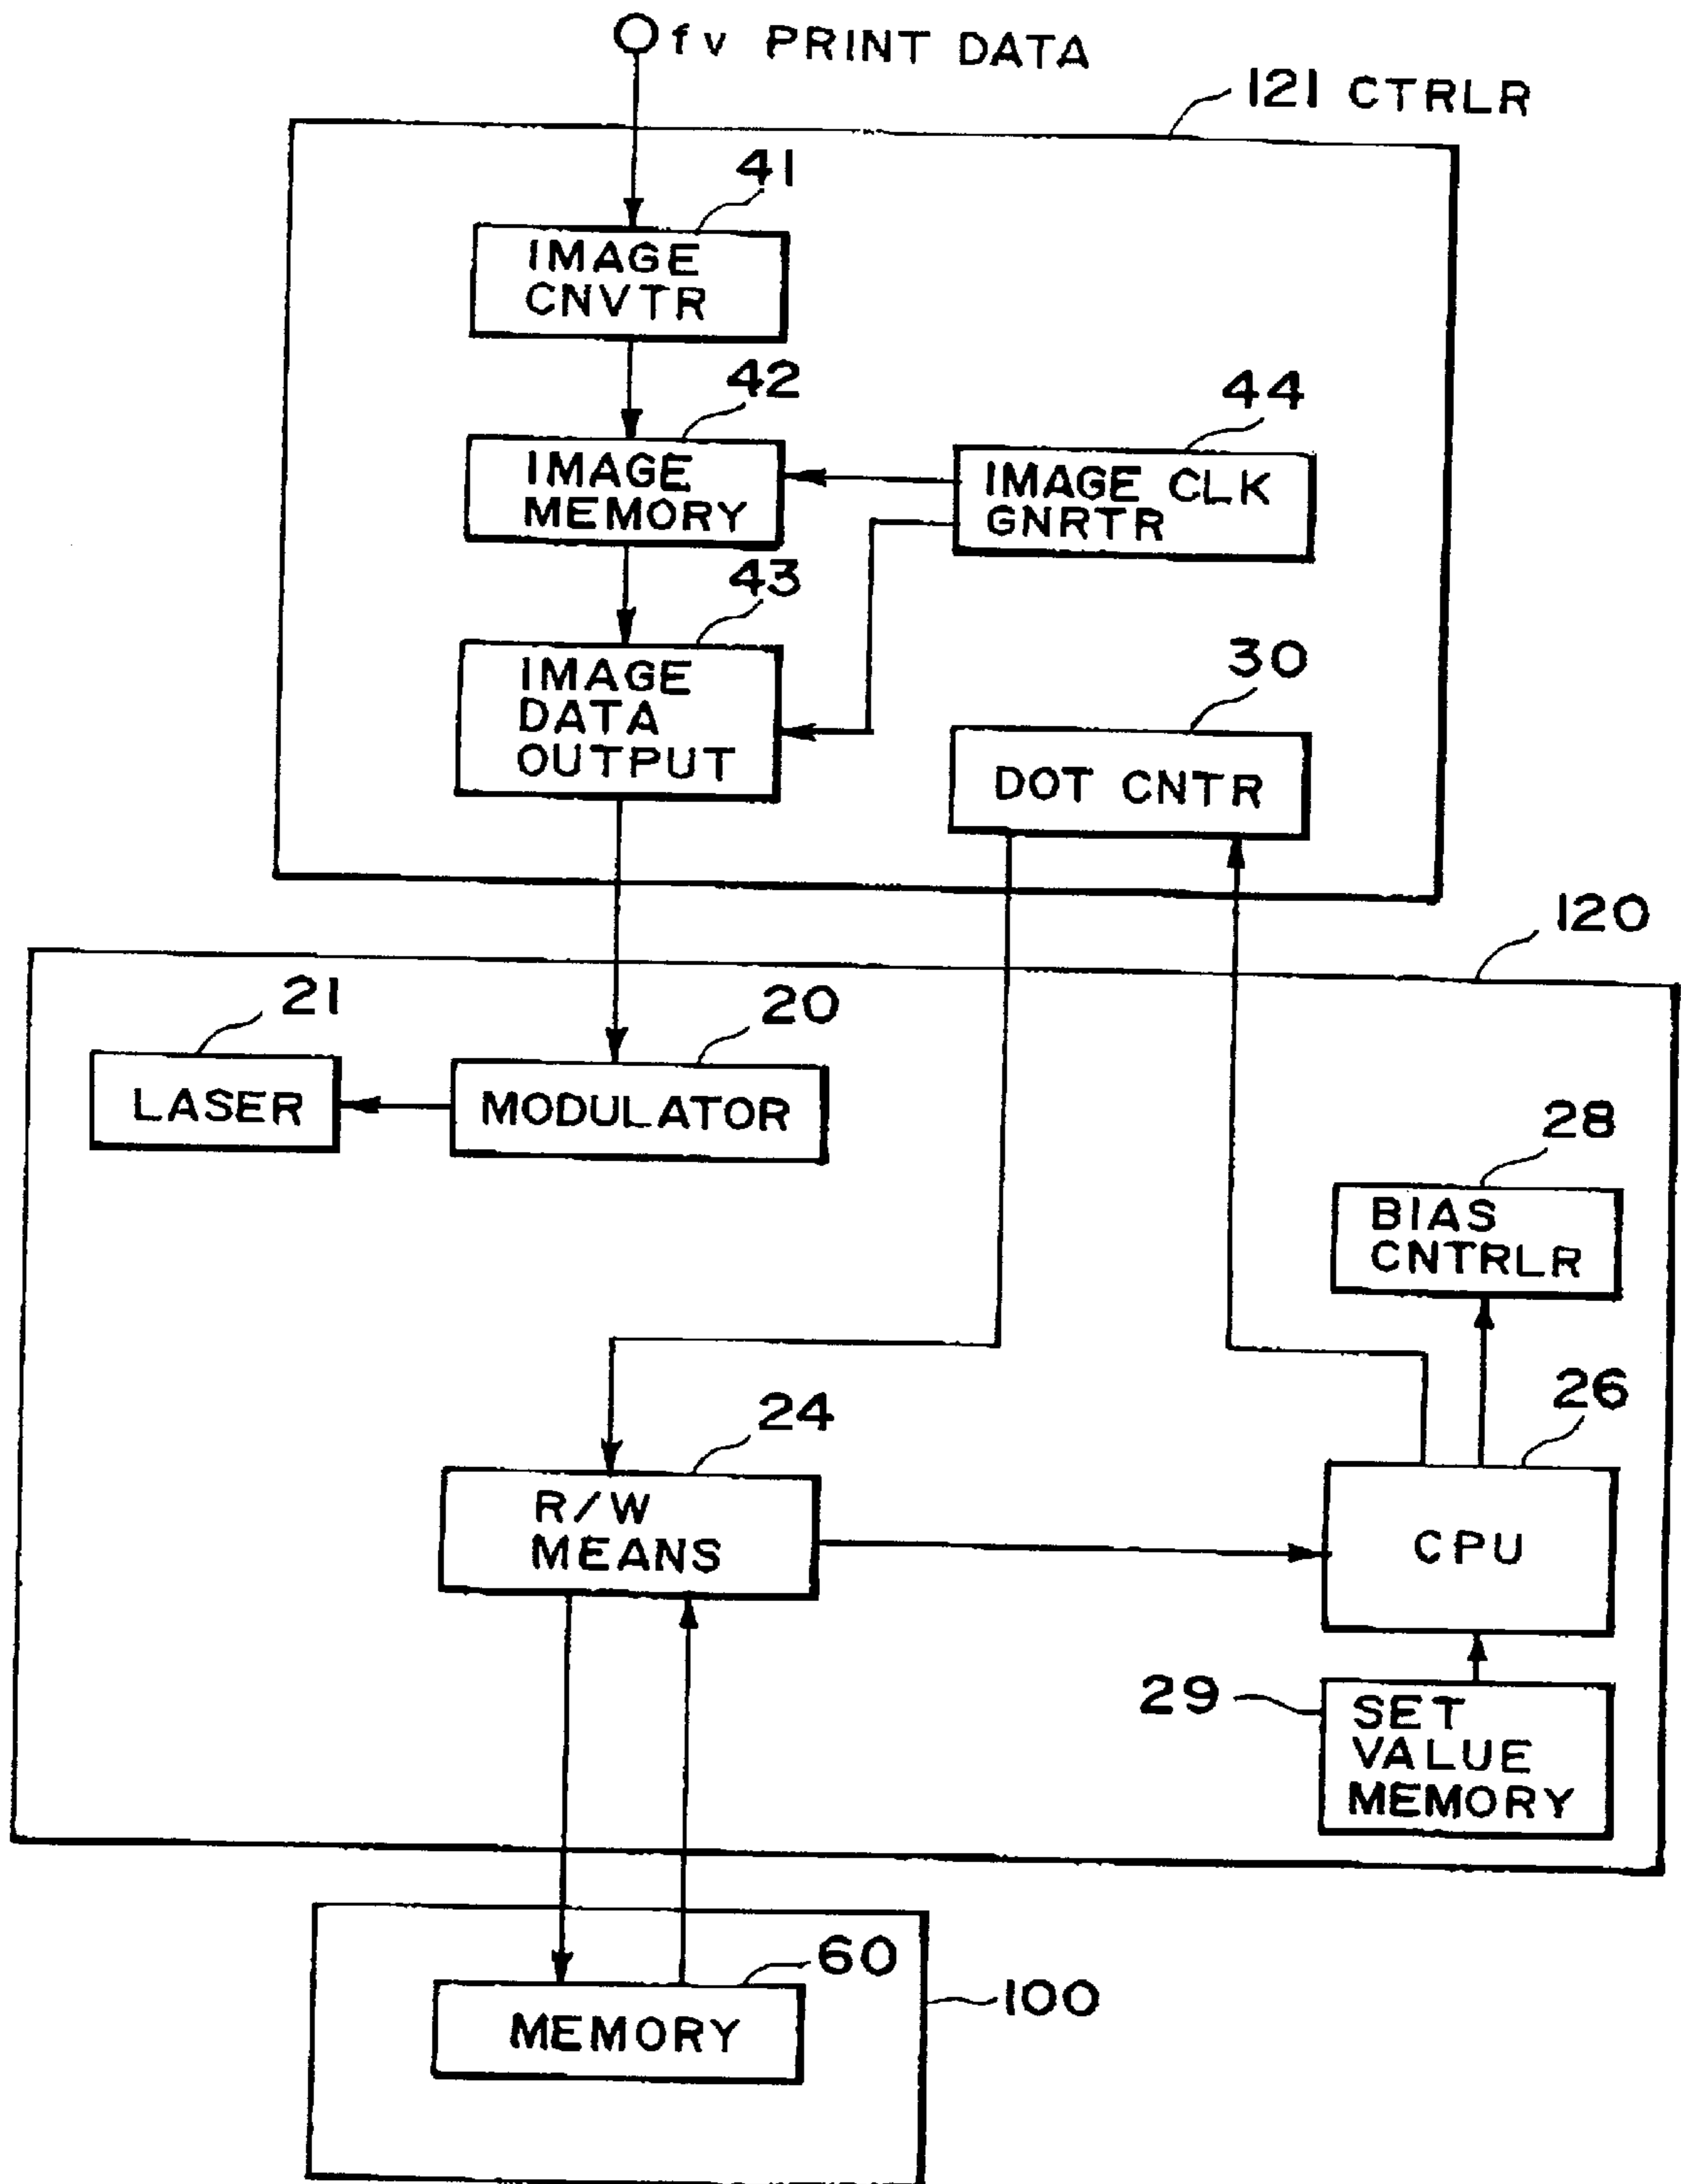 fv PRINT DATA
121 CTRLR
41
IMAGE
CNVTR
42
IMAGE
MEMORY
44
IMAGE CLK
GNRTR
43
IMAGE
DATA
OUTPUT
30
DOT CNTR
120
21
LASER
20
MODULATOR
28
BIAS
CNTRLR
24
R/W
MEANS
26
CPU
29
SET
VALUE
MEMORY
60
MEMORY
100